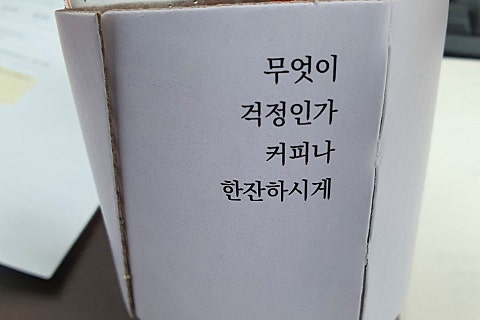 무엇이
걱정인가
커피나
한잔하시게